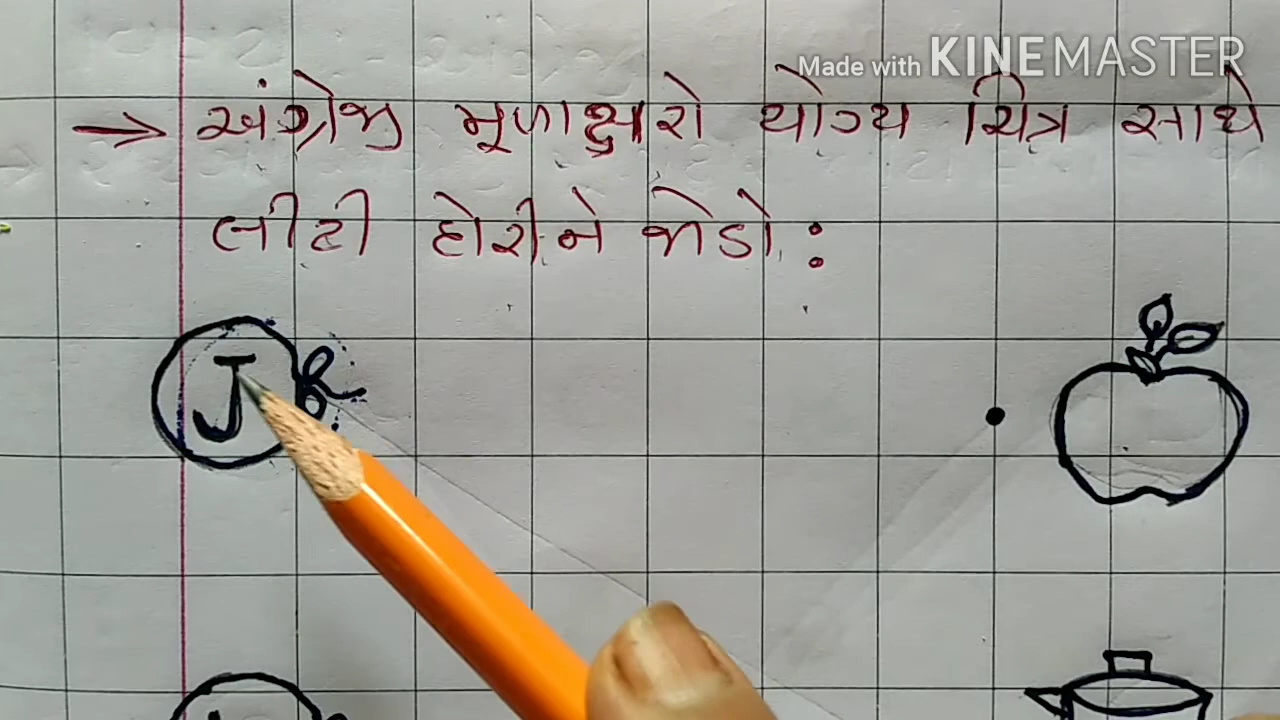 Made with KINEMASTER
→ અંગ્રેજી મૂળાક્ષરો યોગ્ય ચિત્ર સાથે
લીટી દોરીને જોડો :
J